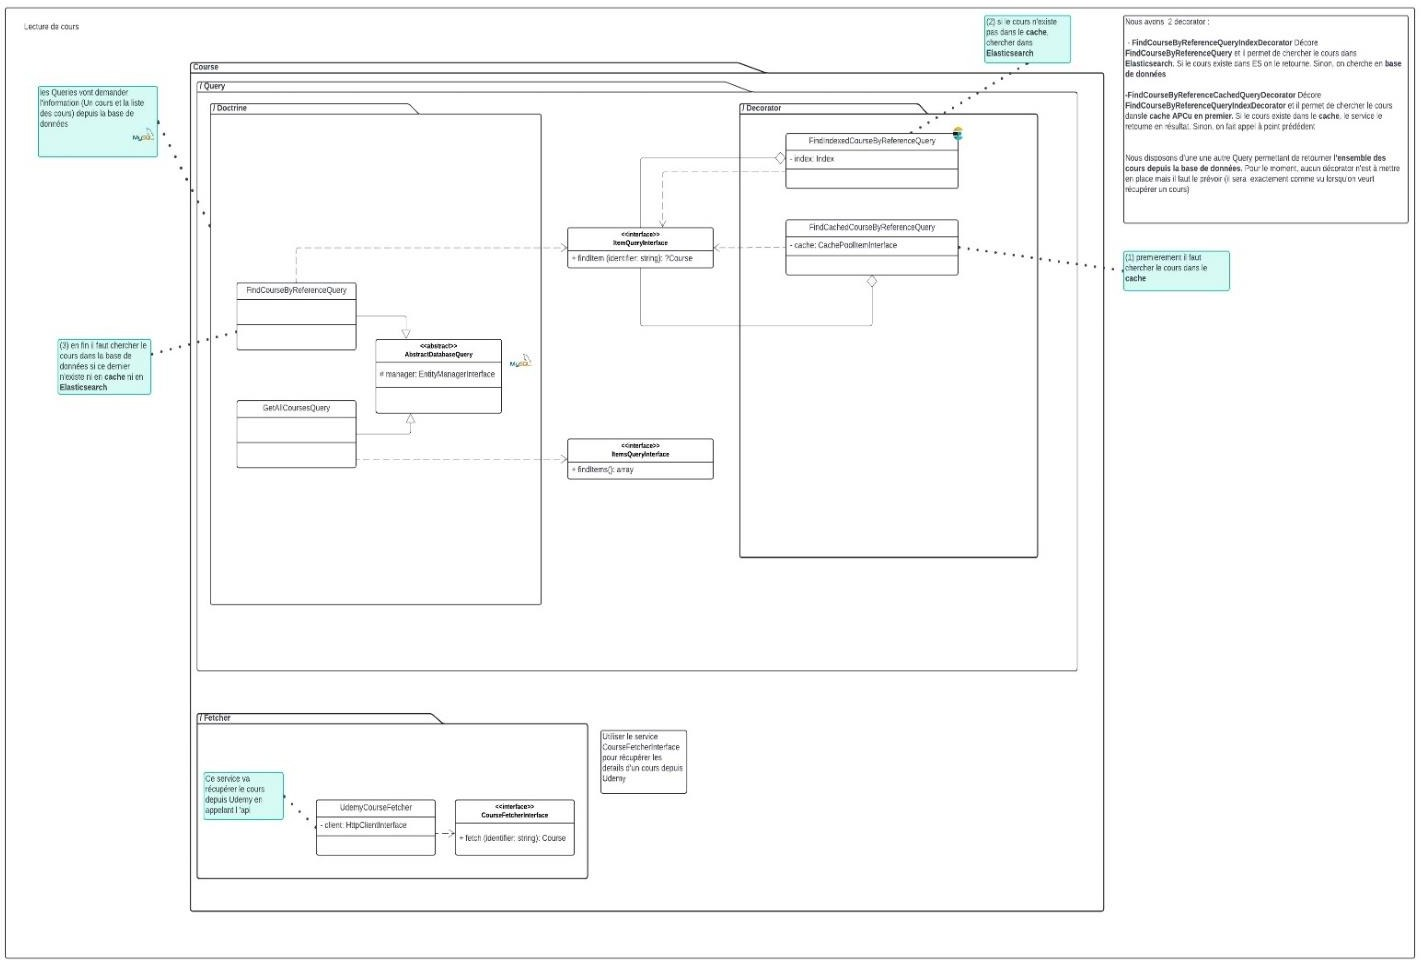 Lecture de cours
(2) si le cours n'existe
pas dans le cache,
chercher dans
Elasticsearch
Nous avons 2 decorator :
- FindCourseByReferenceQueryIndexDecorator Décore
FindCourseByReferenceQuery et il permet de chercher le cours dans
Elasticsearch. Si le cours existe dans ES on le retourne. Sinon, on cherche en base
de données
-FindCourseByReferenceCachedQueryDecorator Décore
FindCourseByReferenceQueryIndexDecorator et il permet de chercher le cours
dansle cache APCu en premier. Si le cours existe dans le cache, le service le
retourne en résultat. Sinon, on fait appel à point prédédent
Nous disposons d'une une autre Query permettant de retourner l'ensemble des
cours depuis la base de données. Pour le moment, aucun décorator n'est à mettre
en place mais il faut le prévoir (il sera exactement comme vu lorsqu'on veurt
récupérer un cours)
Course
/ Query
les Queries vont demander
l'information (Un cours et la liste
des cours) depuis la base de
données
MySQL
/ Doctrine
/ Decorator
FindIndexedCourseByReferenceQuery
- index: Index
<<interface>>
ItemQueryInterface
+ findItem (identifier: string): ?Course
FindCachedCourseByReferenceQuery
- cache: CachePoolItemInterface
(1) premierement il faut
chercher le cours dans le
cache
FindCourseByReferenceQuery
(3) en fin il faut chercher le
cours dans la base de
données si ce dernier
n'existe ni en cache ni en
Elasticsearch
<<abstract>>
AbstractDatabaseQuery
# manager: EntityManagerInterface
MySQL
GetAllCoursesQuery
<<interface>>
ItemsQueryInterface
+ findItems(): array
/ Fetcher
Utiliser le service
CourseFetcherInterface
pour récupérer les
details d'un cours depuis
Udemy
Ce service va
récupérer le cours
depuis Udemy en
appelant l 'api
UdemyCourseFetcher
- client: HttpClientInterface
<<interface>>
CourseFetcherInterface
+ fetch (identifier: string): Course